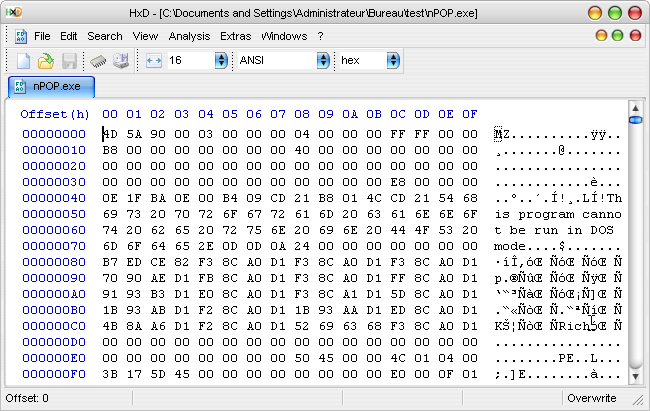 HxD - [C:\Documents and Settings\Administrateur\Bureau\test\nPOP.exe]
File Edit Search View Analysis Extras Windows ?
16 ANSI hex
nPOP.exe
Offset(h) 00 01 02 03 04 05 06 07 08 09 0A 0B 0C 0D 0E 0F
00000000 4D 5A 90 00 03 00 00 00 04 00 00 00 FF FF 00 00 MZ..........ÿÿ..
00000010 B8 00 00 00 00 00 00 00 40 00 00 00 00 00 00 00 ¸.......@.......
00000020 00 00 00 00 00 00 00 00 00 00 00 00 00 00 00 00 ................
00000030 00 00 00 00 00 00 00 00 00 00 00 00 E8 00 00 00 ............è...
00000040 0E 1F BA 0E 00 B4 09 CD 21 B8 01 4C CD 21 54 68 ..º..´.Í!¸.LÍ!Th
00000050 69 73 20 70 72 6F 67 72 61 6D 20 63 61 6E 6E 6F is program canno
00000060 74 20 62 65 20 72 75 6E 20 69 6E 20 44 4F 53 20 t be run in DOS
00000070 6D 6F 64 65 2E 0D 0D 0A 24 00 00 00 00 00 00 00 mode....$.......
00000080 B7 ED CE 82 F3 8C A0 D1 F3 8C A0 D1 F3 8C A0 D1 ·íÎ‚óŒ ÑóŒ ÑóŒ Ñ
00000090 70 90 AE D1 FB 8C A0 D1 F3 8C A0 D1 FF 8C A0 D1 p.®ÑûŒ ÑóŒ ÑÿŒ Ñ
000000A0 91 93 B3 D1 E0 8C A0 D1 F3 8C A1 D1 5D 8C A0 D1 ‘“³ÑàŒ ÑóŒ¡Ñ]Œ Ñ
000000B0 1B 93 AB D1 F2 8C A0 D1 1B 93 AA D1 ED 8C A0 D1 .“«ÑòŒ Ñ.“ªÑíŒ Ñ
000000C0 4B 8A A6 D1 F2 8C A0 D1 52 69 63 68 F3 8C A0 D1 KŠ¦ÑòŒ ÑRichóŒ Ñ
000000D0 00 00 00 00 00 00 00 00 00 00 00 00 00 00 00 00 ................
000000E0 00 00 00 00 00 00 00 00 50 45 00 00 4C 01 04 00 ........PE..L...
000000F0 3B 17 5D 45 00 00 00 00 00 00 00 00 E0 00 0F 01 ;.]E........à...
Offset: 0 Overwrite